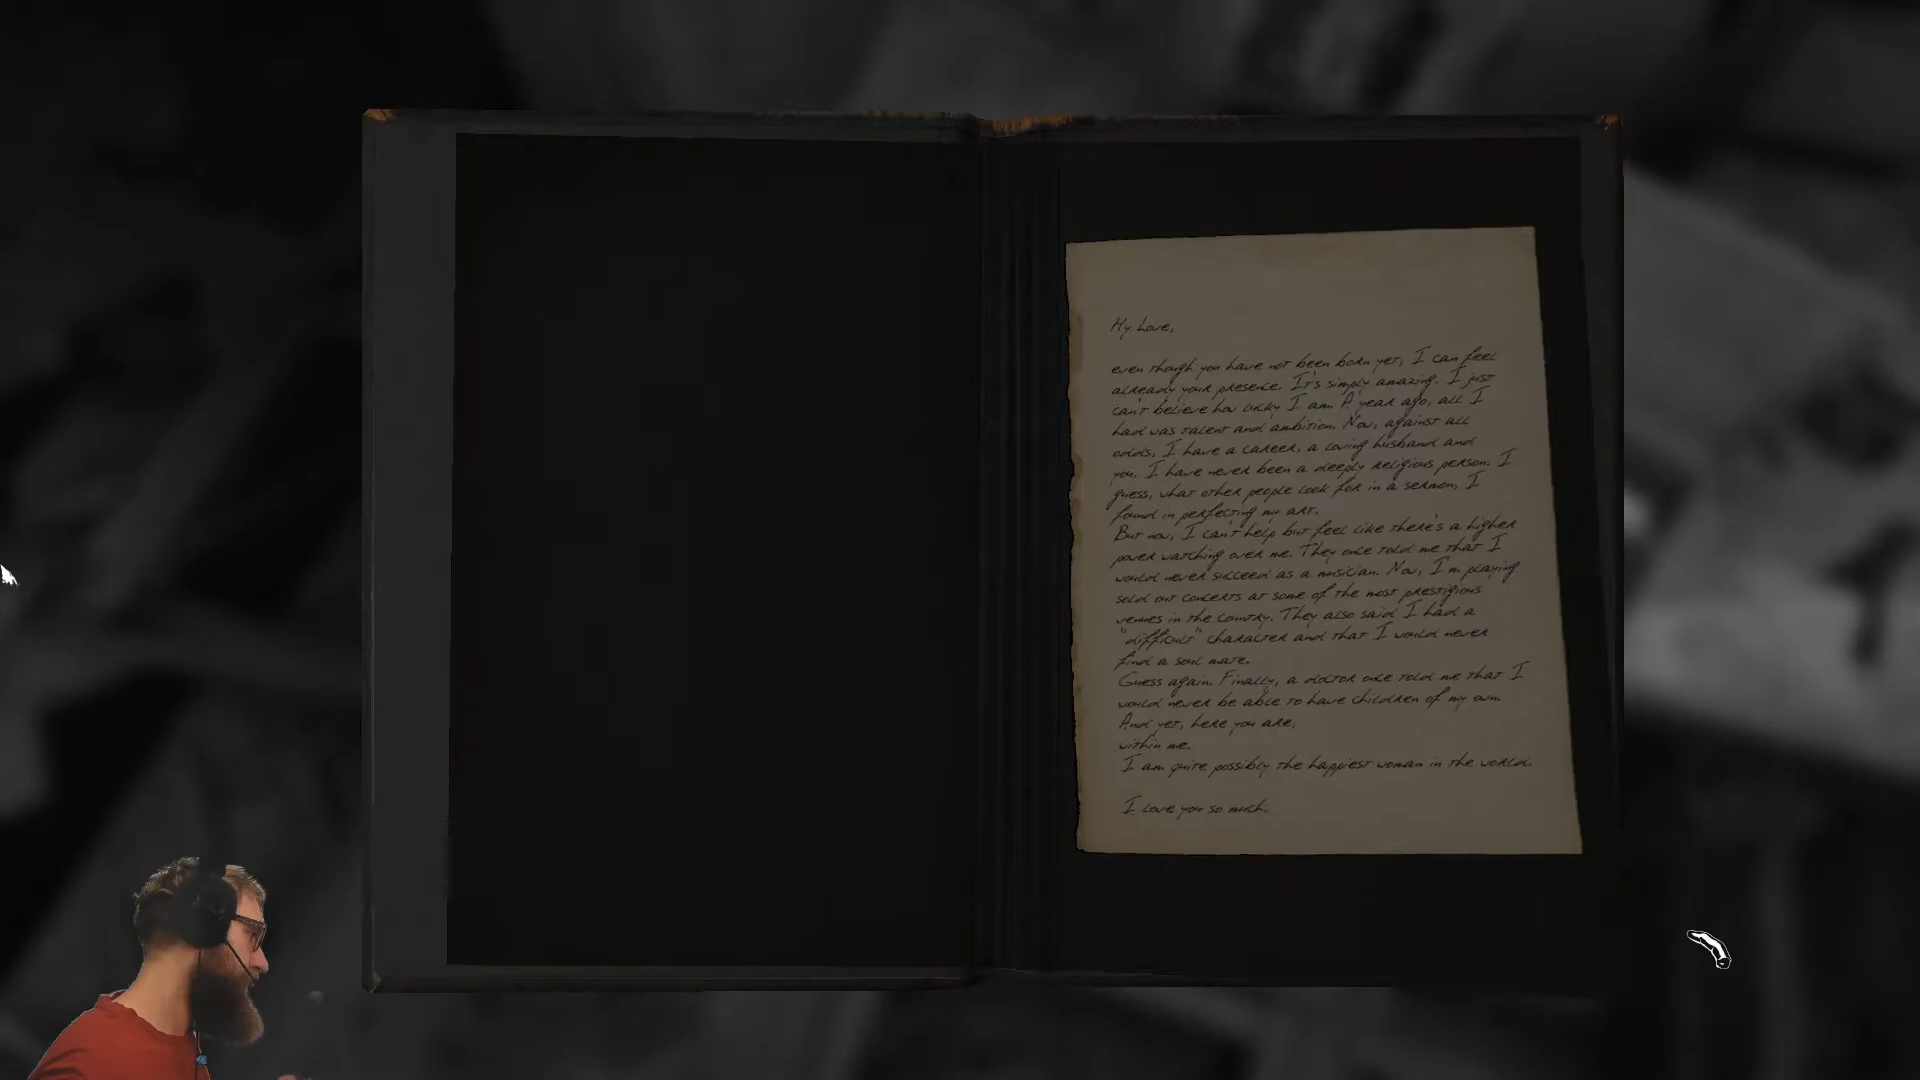 My Love,
even though you have not been born yet, I can feel
already your presence. It's simply amazing. I just
can't believe how lucky I am. A year ago, all I
had was talent and ambition. Now, against all
odds, I have a career, a loving husband and
you. I have never been a deeply religious person. I
guess, what other people look for in a sermon, I
found in perfecting my art.
But now, I can't help but feel like there's a higher
power watching over me. They once told me that I
would never succeed as a musician. Now, I'm playing
sold out concerts at some of the most prestigious
venues in the country. They also said I had a
"difficult" character and that I would never
find a soul mate.
Guess again. Finally, a doctor once told me that I
would never be able to have children of my own.
And yet, here you are,
within me.
I am quite possibly the happiest woman in the world.
I love you so much.